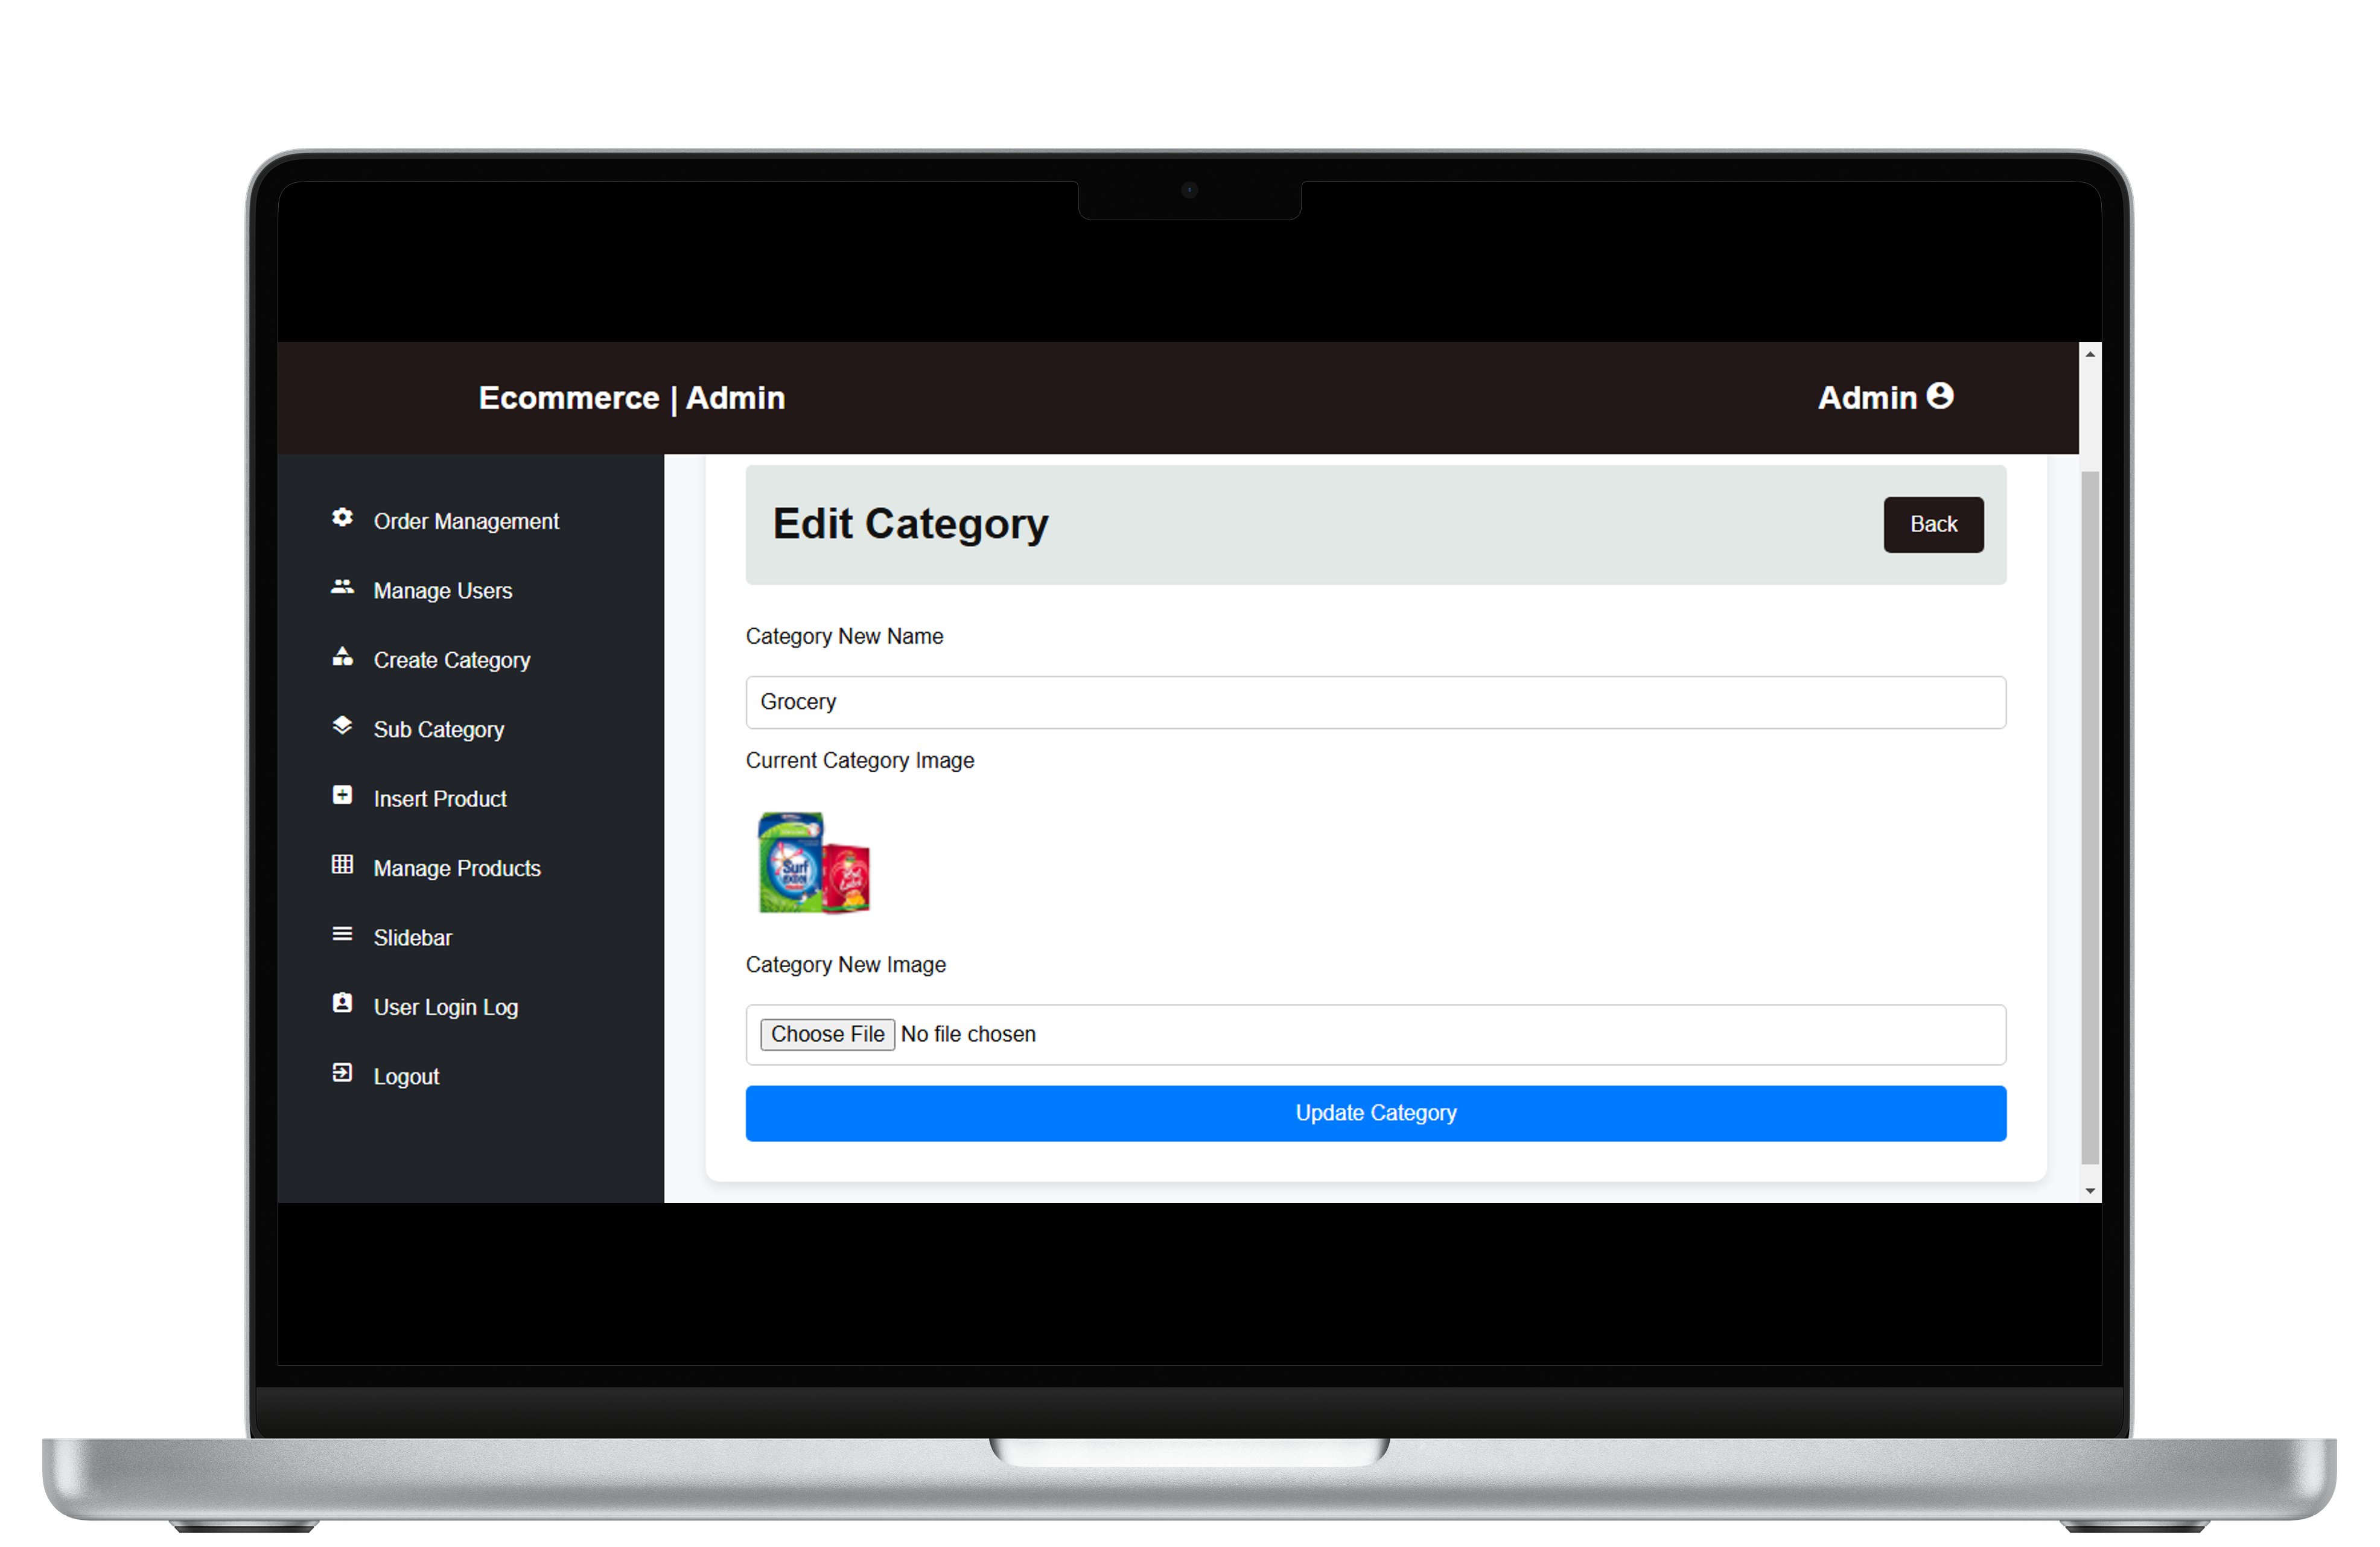 Ecommerce | Admin
Admin
Order Management
Manage Users
Create Category
Sub Category
Insert Product
Manage Products
Slidebar
User Login Log
Logout
Edit Category
Back
Category New Name
Grocery
Current Category Image
Surf
excel
Red
Label
Category New Image
Choose File No file chosen
Update Category